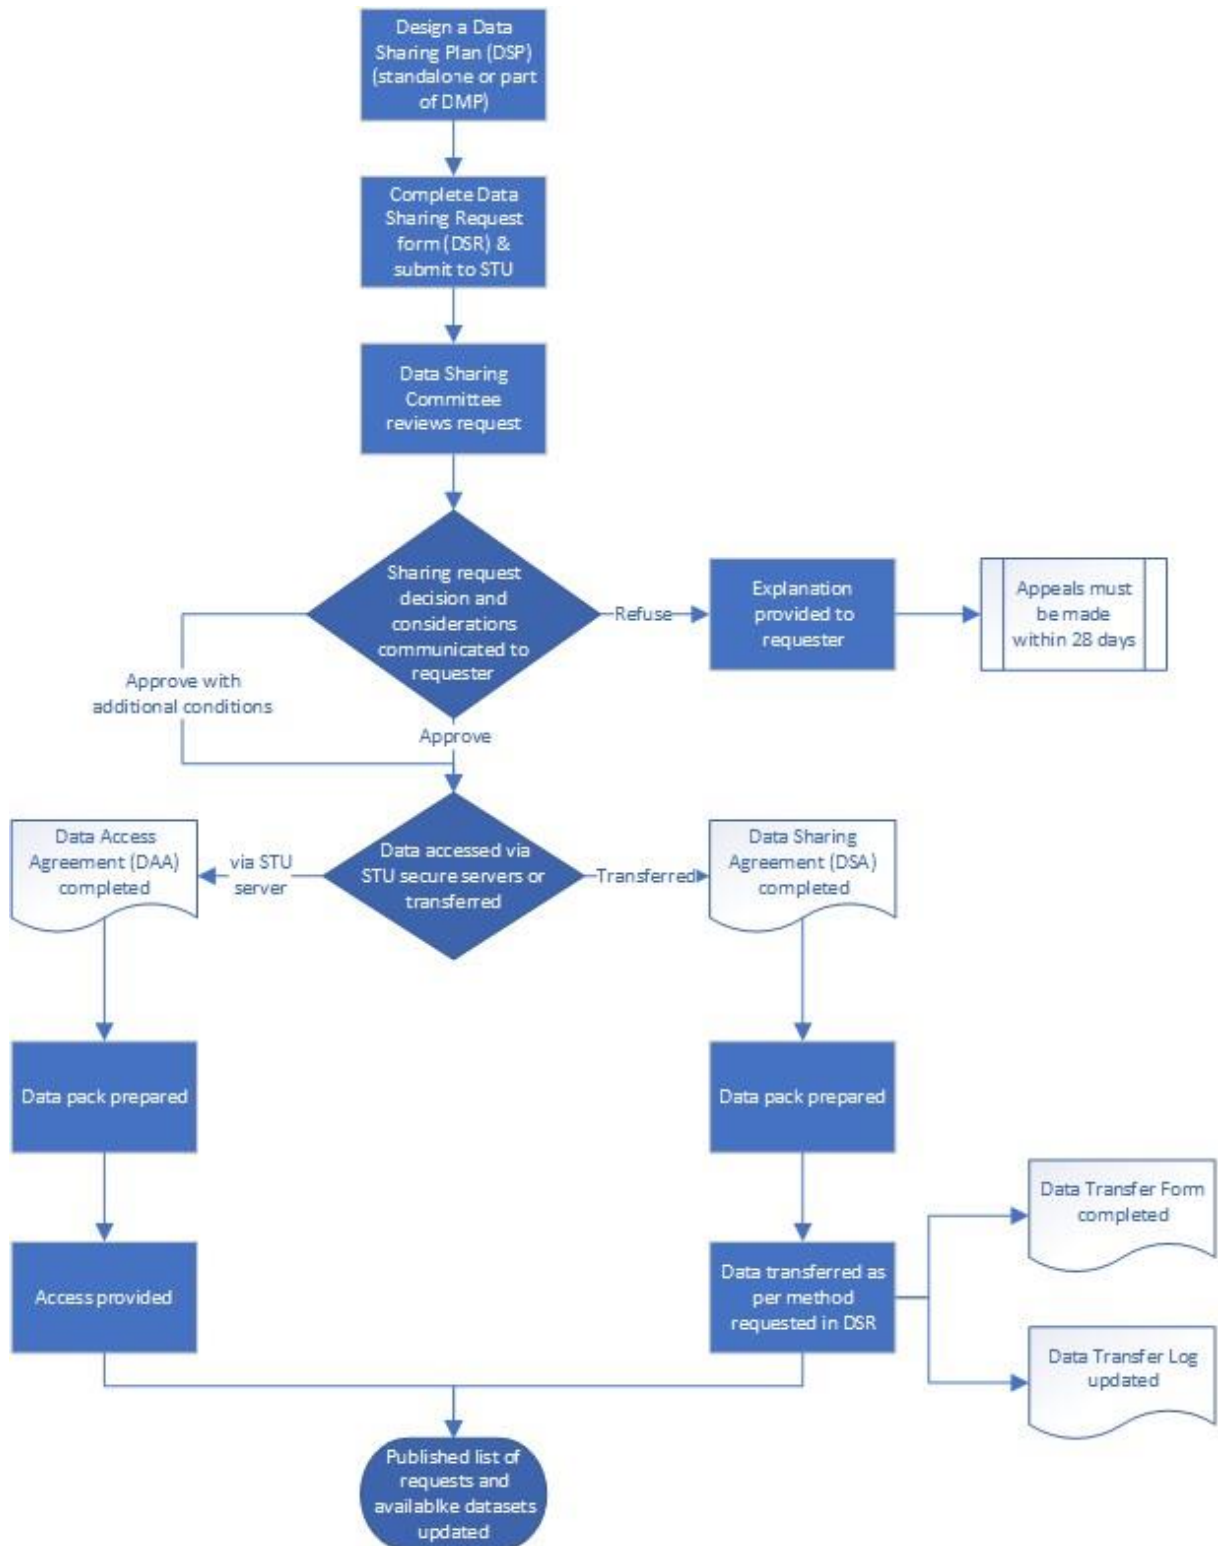 Design a Data
Sharing Plan (DSP)
(standalone or part
of DMP)
Complete Data
Sharing Request
form (DSR) &
submit to STU
Data Sharing
Committee
reviews request
Sharing request
decision and
considerations
communicated to
requester
Refuse
Explanation
provided to
requester
Appeals must
be made
within 28 days
Approve with
additional conditions
Approve
Data Access
Agreement (DAA)
completed
via STU
server
Data accessed via
STU secure servers or
transferred
Transferred
Data Sharing
Agreement (DSA)
completed
Data pack prepared
Data pack prepared
Access provided
Data transferred as
per method
requested in DSR
Data Transfer Form
completed
Data Transfer Log
updated
Published list of
requests and
availablke datasets
updated